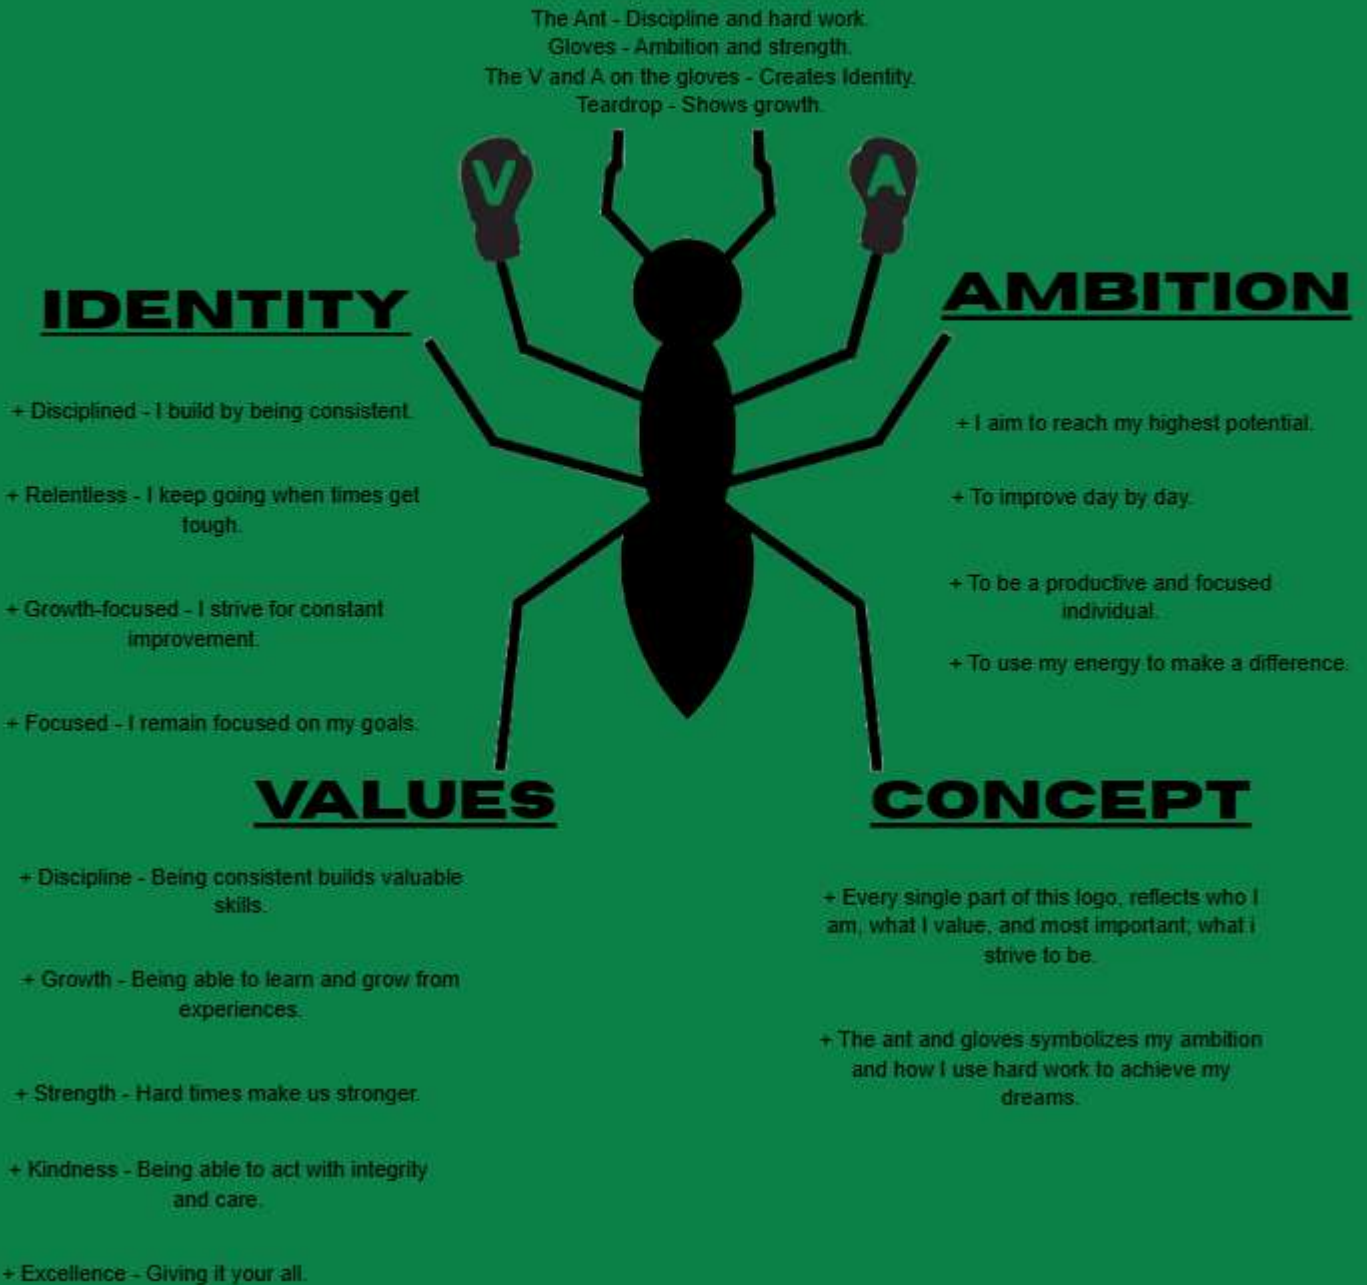 The Ant - Discipline and hard work.
Gloves - Ambition and strength.
The V and A on the gloves - Creates Identity.
Teardrop - Shows growth.
V
A
IDENTITY
+ Disciplined - I build by being consistent.
+ Relentless - I keep going when times get
tough.
+ Growth-focused - I strive for constant
improvement.
+ Focused - I remain focused on my goals.
AMBITION
+ I aim to reach my highest potential.
+ To improve day by day.
+ To be a productive and focused
individual.
+ To use my energy to make a difference.
VALUES
+ Discipline - Being consistent builds valuable
skills.
+ Growth - Being able to learn and grow from
experiences.
+ Strength - Hard times make us stronger.
+ Kindness - Being able to act with integrity
and care.
+ Excellence - Giving it your all.
CONCEPT
+ Every single part of this logo, reflects who I
am, what I value, and most important, what i
strive to be.
+ The ant and gloves symbolizes my ambition
and how I use hard work to achieve my
dreams.